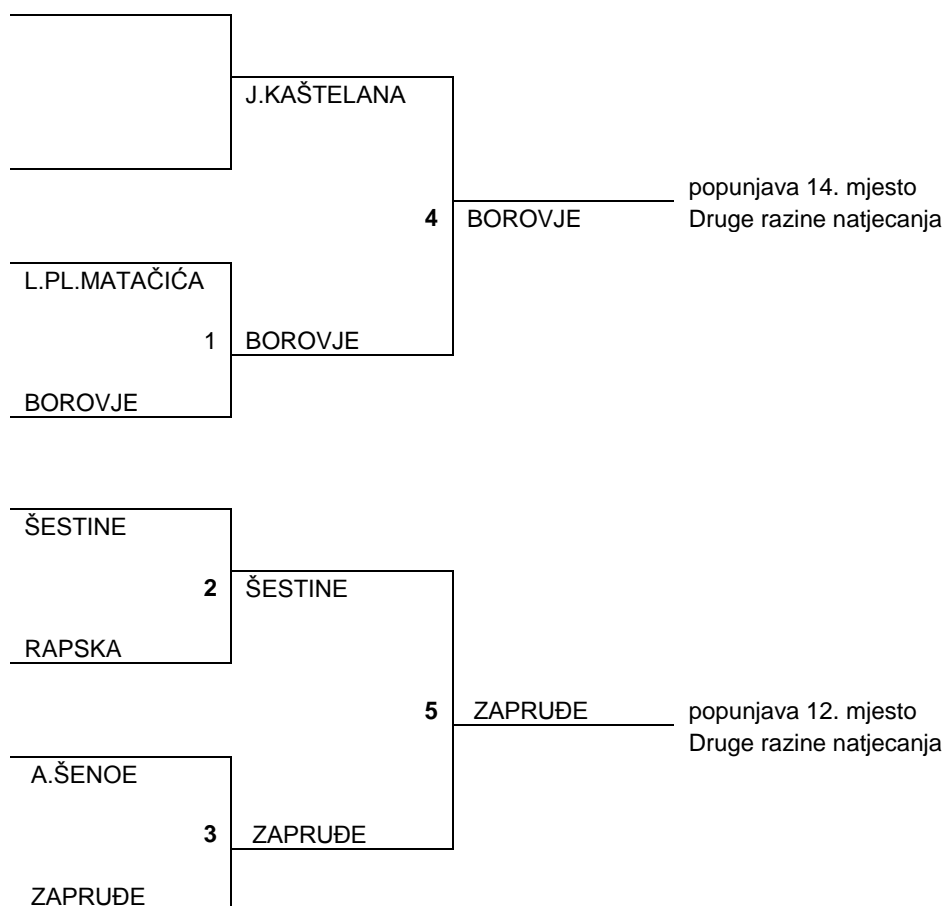 J.KAŠTELANA
popunjava 14. mjesto
4 BOROVJE Druge razine natjecanja
L.PL.MATAČIĆA
1 BOROVJE
BOROVJE
ŠESTINE
2 ŠESTINE
RAPSKA
5 ZAPRUĐE popunjava 12. mjesto
Druge razine natjecanja
A.ŠENOE
3 ZAPRUĐE
ZAPRUĐE